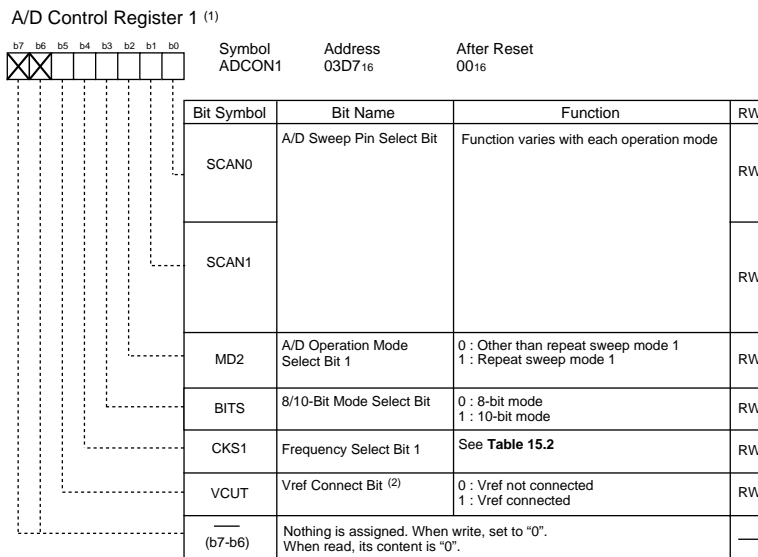 A/D Control Register 1 (1)
b7 b6 b5 b4 b3 b2 b1 b0
Symbol Address After Reset
ADCON1 03D716 0016
Bit Symbol Bit Name Function RW
SCAN0 A/D Sweep Pin Select Bit Function varies with each operation mode RW
SCAN1 RW
MD2 A/D Operation Mode Select Bit 1 0 : Other than repeat sweep mode 1 RW
1 : Repeat sweep mode 1
BITS 8/10-Bit Mode Select Bit 0 : 8-bit mode RW
1 : 10-bit mode
CKS1 Frequency Select Bit 1 See Table 15.2 RW
VCUT Vref Connect Bit (2) 0 : Vref not connected RW
1 : Vref connected
(b7-b6) Nothing is assigned. When write, set to “0”. —
When read, its content is “0”.